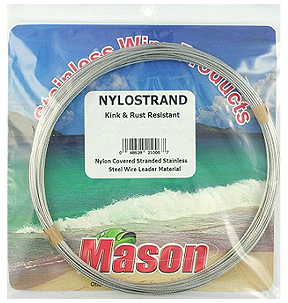 Stainless Wire Products
NYLOSTRAND
Kink & Rust Resistant
Nylon Covered Stranded Stainless
Steel Wire Leader Material
Mason